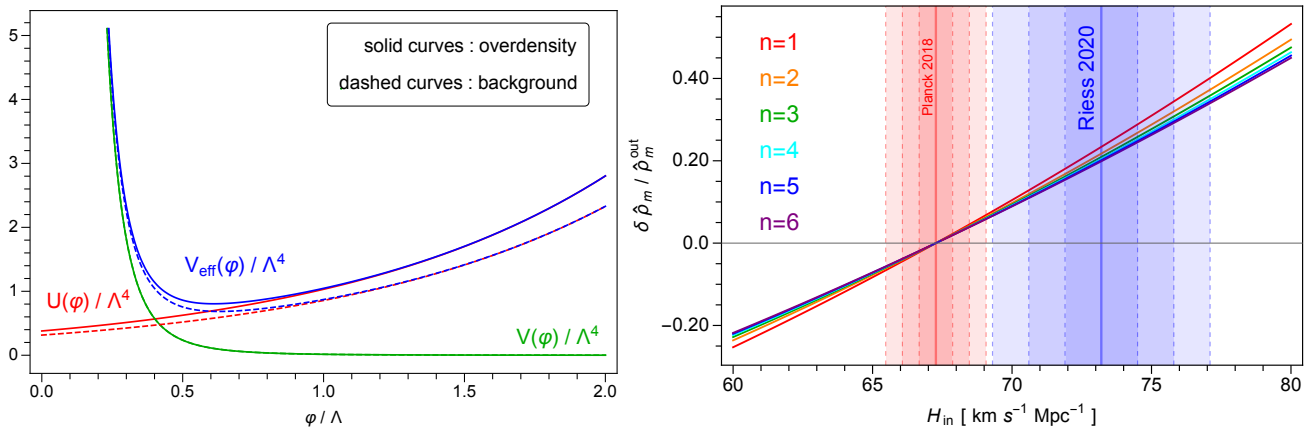 solid curves : overdensity
dashed curves : background
5
4
3
2
1
0
V_eff(φ) / Λ⁴
U(φ) / Λ⁴
V(φ) / Λ⁴
0.0 0.5 1.0 1.5 2.0
φ / Λ
n=1
n=2
n=3
n=4
n=5
n=6
Planck 2018
Riess 2020
0.40
0.20
0.0
−0.20
δ ρ̂_m / ρ̂_m^out
60 65 70 75 80
H_in [ km s⁻¹ Mpc⁻¹ ]